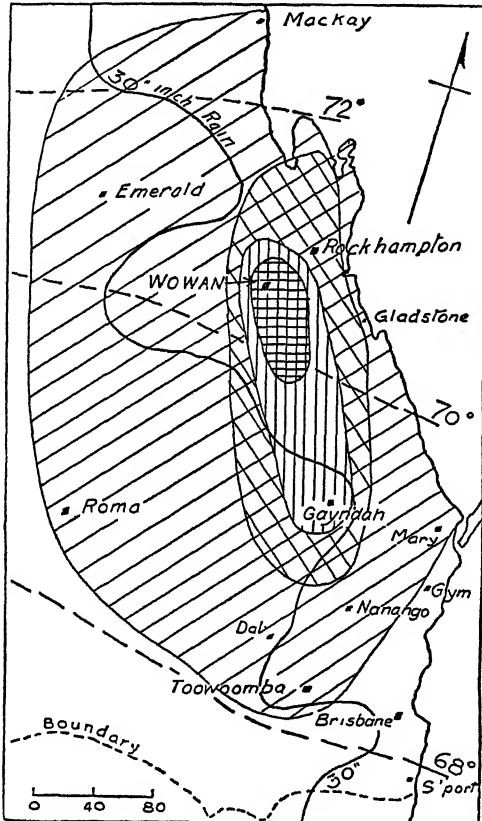 Mackay
30" inch Rain
72°
Emerald
Rockhampton
WOWAN
Gladstone
70°
Roma
Gayndah
Mary
Gym
Nanango
Dal
Toowoomba
Brisbane
Boundary
68°
30"
S'port
0 40 80